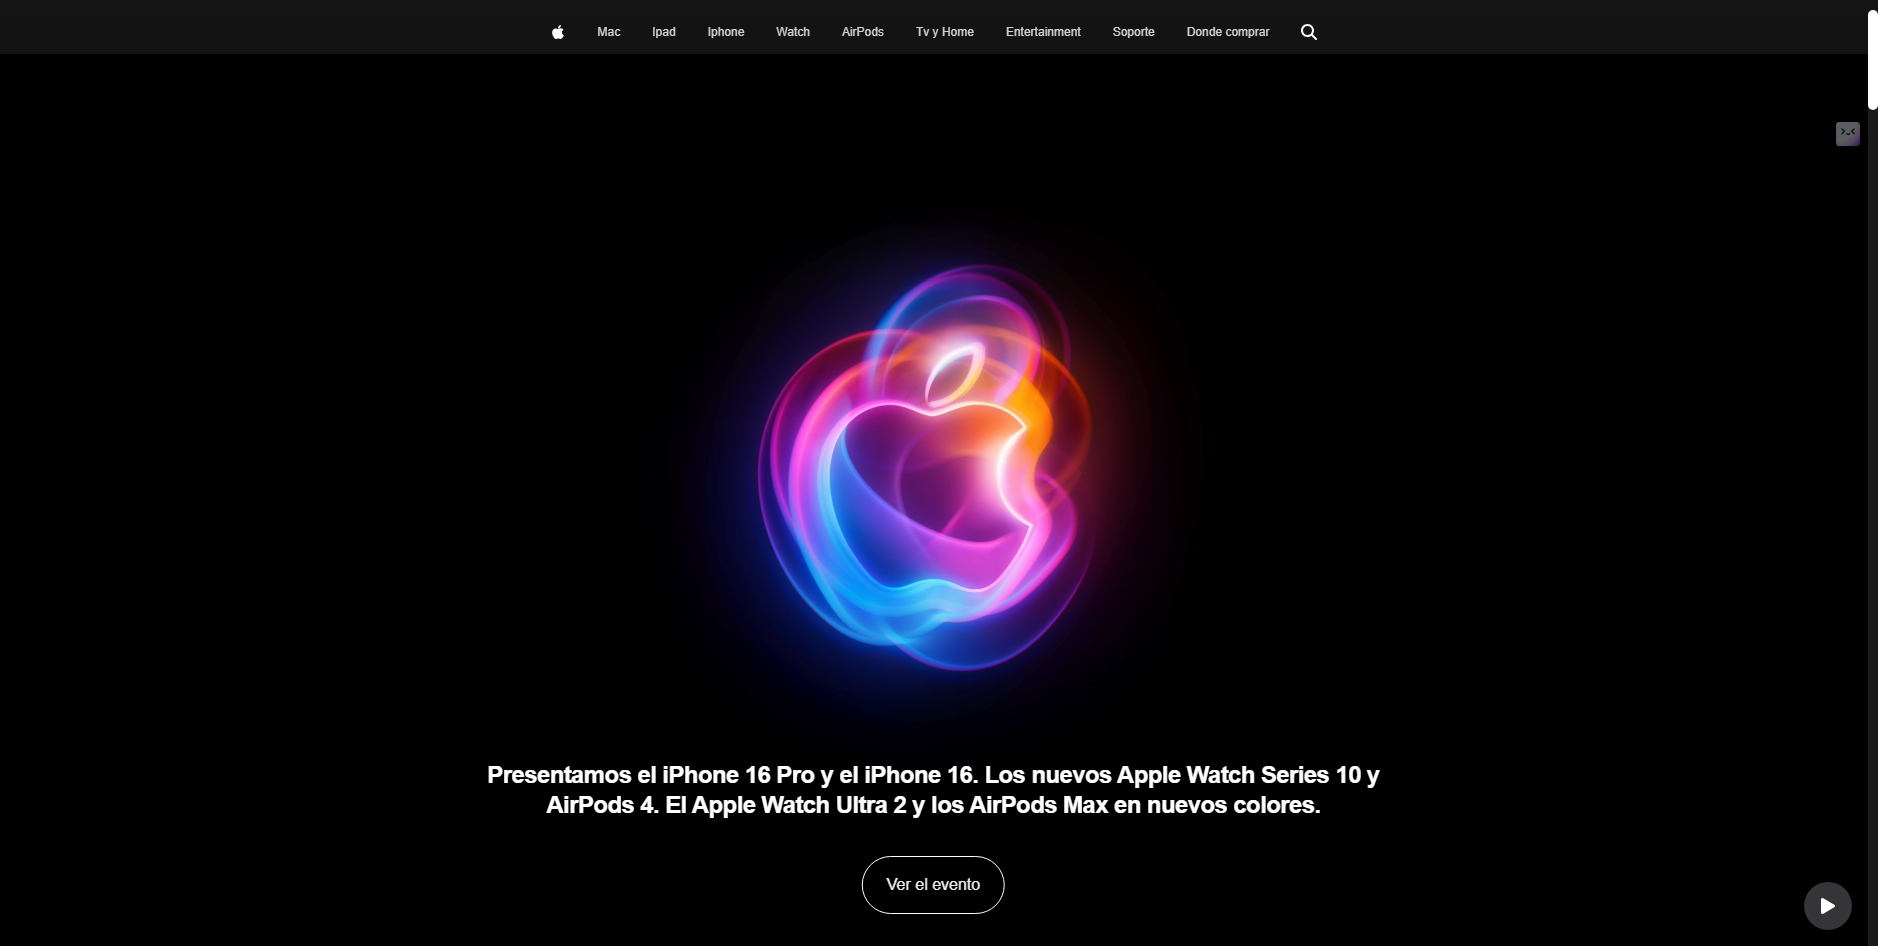 Mac Ipad Iphone Watch AirPods Tv y Home Entertainment Soporte Donde comprar
Presentamos el iPhone 16 Pro y el iPhone 16. Los nuevos Apple Watch Series 10 y
AirPods 4. El Apple Watch Ultra 2 y los AirPods Max en nuevos colores.
Ver el evento